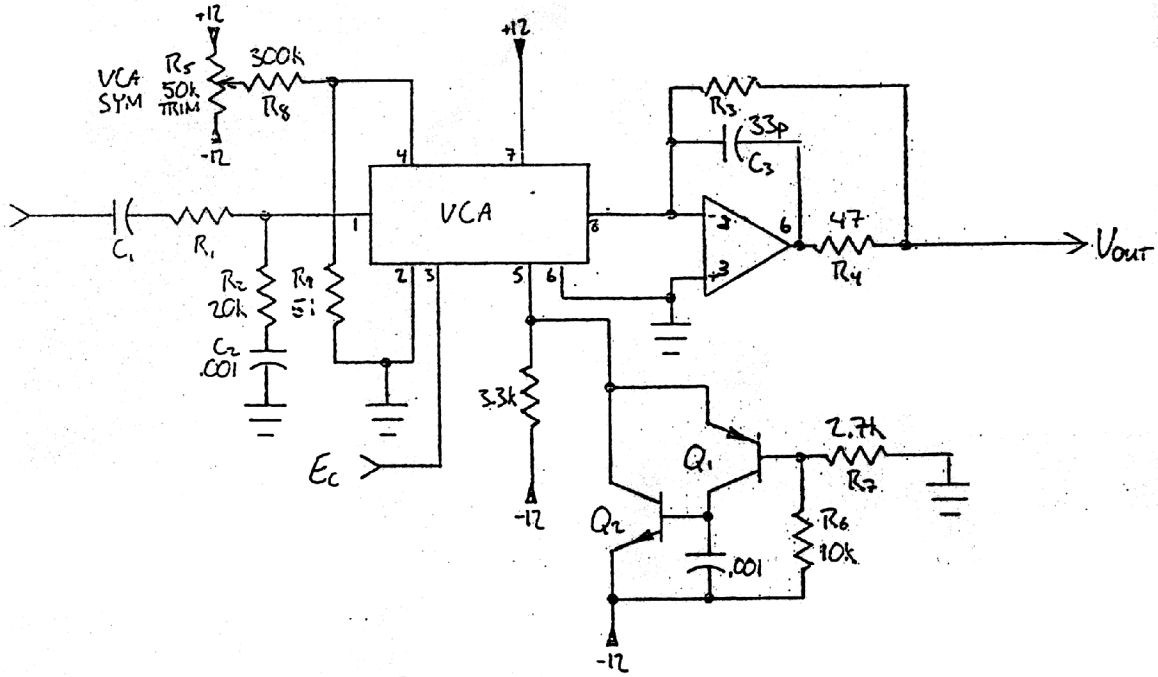 +12
+12
R5
50k
TRIM
300k
R8
VCA
SYM
-12
R3
33p
C3
4
7
VCA
1
8
2
3
5
6
C1
R1
-2
+3
6
47
R4
VOUT
R2
20k
R9
51
C2
.001
3.3k
-12
EC
Q1
2.7k
R7
Q2
.001
R6
10k
-12